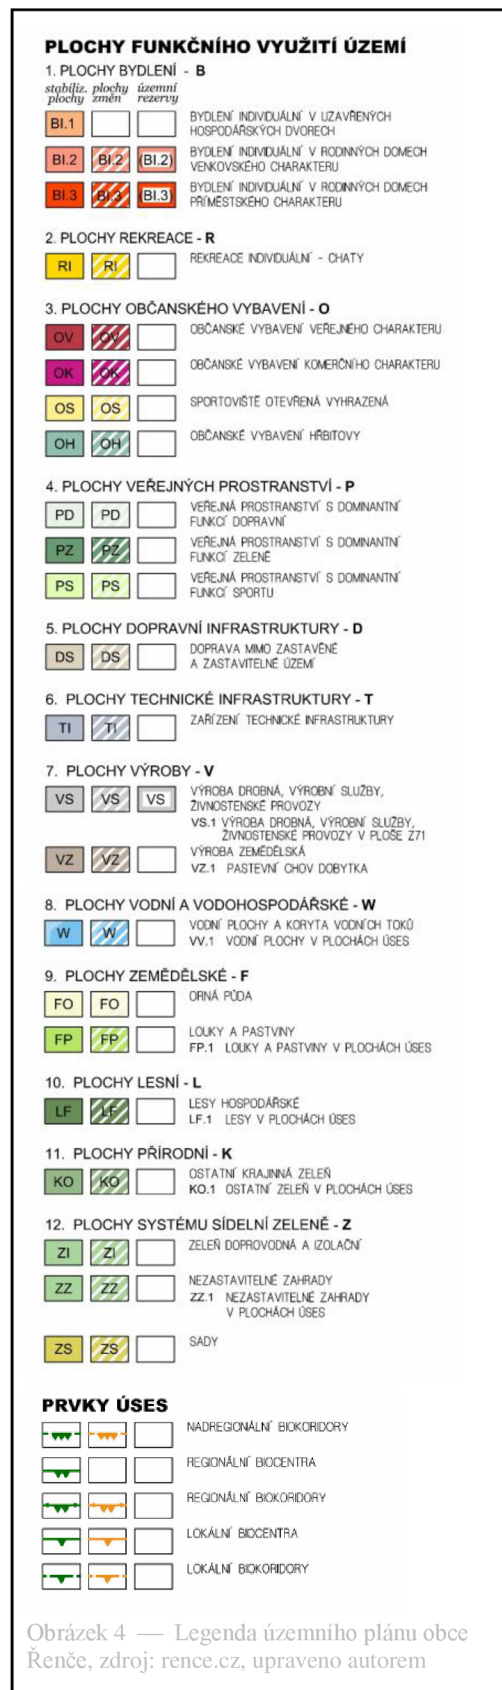 PLOCHY FUNKČNÍHO VYUŽITÍ ÚZEMÍ
1. PLOCHY BYDLENÍ - B
stabiliz. plochy plochy změn územní rezervy
BI.1 BYDLENÍ INDIVIDUÁLNÍ V UZAVŘENÝCH
HOSPODÁŘSKÝCH DVORECH
BI.2 BI.2 (BI.2) BYDLENÍ INDIVIDUÁLNÍ V RODINNÝCH DOMECH
VENKOVSKÉHO CHARAKTERU
BI.3 BI.3 (BI.3) BYDLENÍ INDIVIDUÁLNÍ V RODINNÝCH DOMECH
PŘÍMĚSTSKÉHO CHARAKTERU
2. PLOCHY REKREACE - R
RI RI REKREACE INDIVIDUÁLNÍ - CHATY
3. PLOCHY OBČANSKÉHO VYBAVENÍ - O
OV OV OBČANSKÉ VYBAVENÍ VEŘEJNÉHO CHARAKTERU
OK OK OBČANSKÉ VYBAVENÍ KOMERČNÍHO CHARAKTERU
OS OS SPORTOVIŠTĚ OTEVŘENÁ VYHRAZENÁ
OH OH OBČANSKÉ VYBAVENÍ HŘBITOVY
4. PLOCHY VEŘEJNÝCH PROSTRANSTVÍ - P
PD PD VEŘEJNÁ PROSTRANSTVÍ S DOMINANTNÍ
FUNKCÍ DOPRAVNÍ
PZ PZ VEŘEJNÁ PROSTRANSTVÍ S DOMINANTNÍ
FUNKCÍ ZELENĚ
PS PS VEŘEJNÁ PROSTRANSTVÍ S DOMINANTNÍ
FUNKCÍ SPORTU
5. PLOCHY DOPRAVNÍ INFRASTRUKTURY - D
DS DS DOPRAVA MIMO ZASTAVĚNÉ
A ZASTAVITELNÉ ÚZEMÍ
6. PLOCHY TECHNICKÉ INFRASTRUKTURY - T
TI TI ZAŘÍZENÍ TECHNICKÉ INFRASTRUKTURY
7. PLOCHY VÝROBY - V
VS VS VS VÝROBA DROBNÁ, VÝROBNÍ SLUŽBY,
ŽIVNOSTENSKÉ PROVOZY
VS.1 VÝROBA DROBNÁ, VÝROBNÍ SLUŽBY,
ŽIVNOSTENSKÉ PROVOZY V PLOŠE Z71
VZ VZ VÝROBA ZEMĚDĚLSKÁ
VZ.1 PASTEVNÍ CHOV DOBYTKA
8. PLOCHY VODNÍ A VODOHOSPODÁŘSKÉ - W
W W VODNÍ PLOCHY A KORYTA VODNÍCH TOKŮ
VV.1 VODNÍ PLOCHY V PLOCHÁCH ÚSES
9. PLOCHY ZEMĚDĚLSKÉ - F
FO FO ORNÁ PŮDA
FP FP LOUKY A PASTVINY
FP.1 LOUKY A PASTVINY V PLOCHÁCH ÚSES
10. PLOCHY LESNÍ - L
LF LF LESY HOSPODÁŘSKÉ
LF.1 LESY V PLOCHÁCH ÚSES
11. PLOCHY PŘÍRODNÍ - K
KO KO OSTATNÍ KRAJINNÁ ZELEŇ
KO.1 OSTATNÍ ZELEŇ V PLOCHÁCH ÚSES
12. PLOCHY SYSTÉMU SÍDELNÍ ZELENĚ - Z
ZI ZI ZELEŇ DOPROVODNÁ A IZOLAČNÍ
ZZ ZZ NEZASTAVITELNÉ ZAHRADY
ZZ.1 NEZASTAVITELNÉ ZAHRADY
V PLOCHÁCH ÚSES
ZS ZS SADY
PRVKY ÚSES
NADREGIONÁLNÍ BIOKORIDORY
REGIONÁLNÍ BIOCENTRA
REGIONÁLNÍ BIOKORIDORY
LOKÁLNÍ BIOCENTRA
LOKÁLNÍ BIOKORIDORY
Obrázek 4 — Legenda územního plánu obce
Řenče, zdroj: rence.cz, upraveno autorem